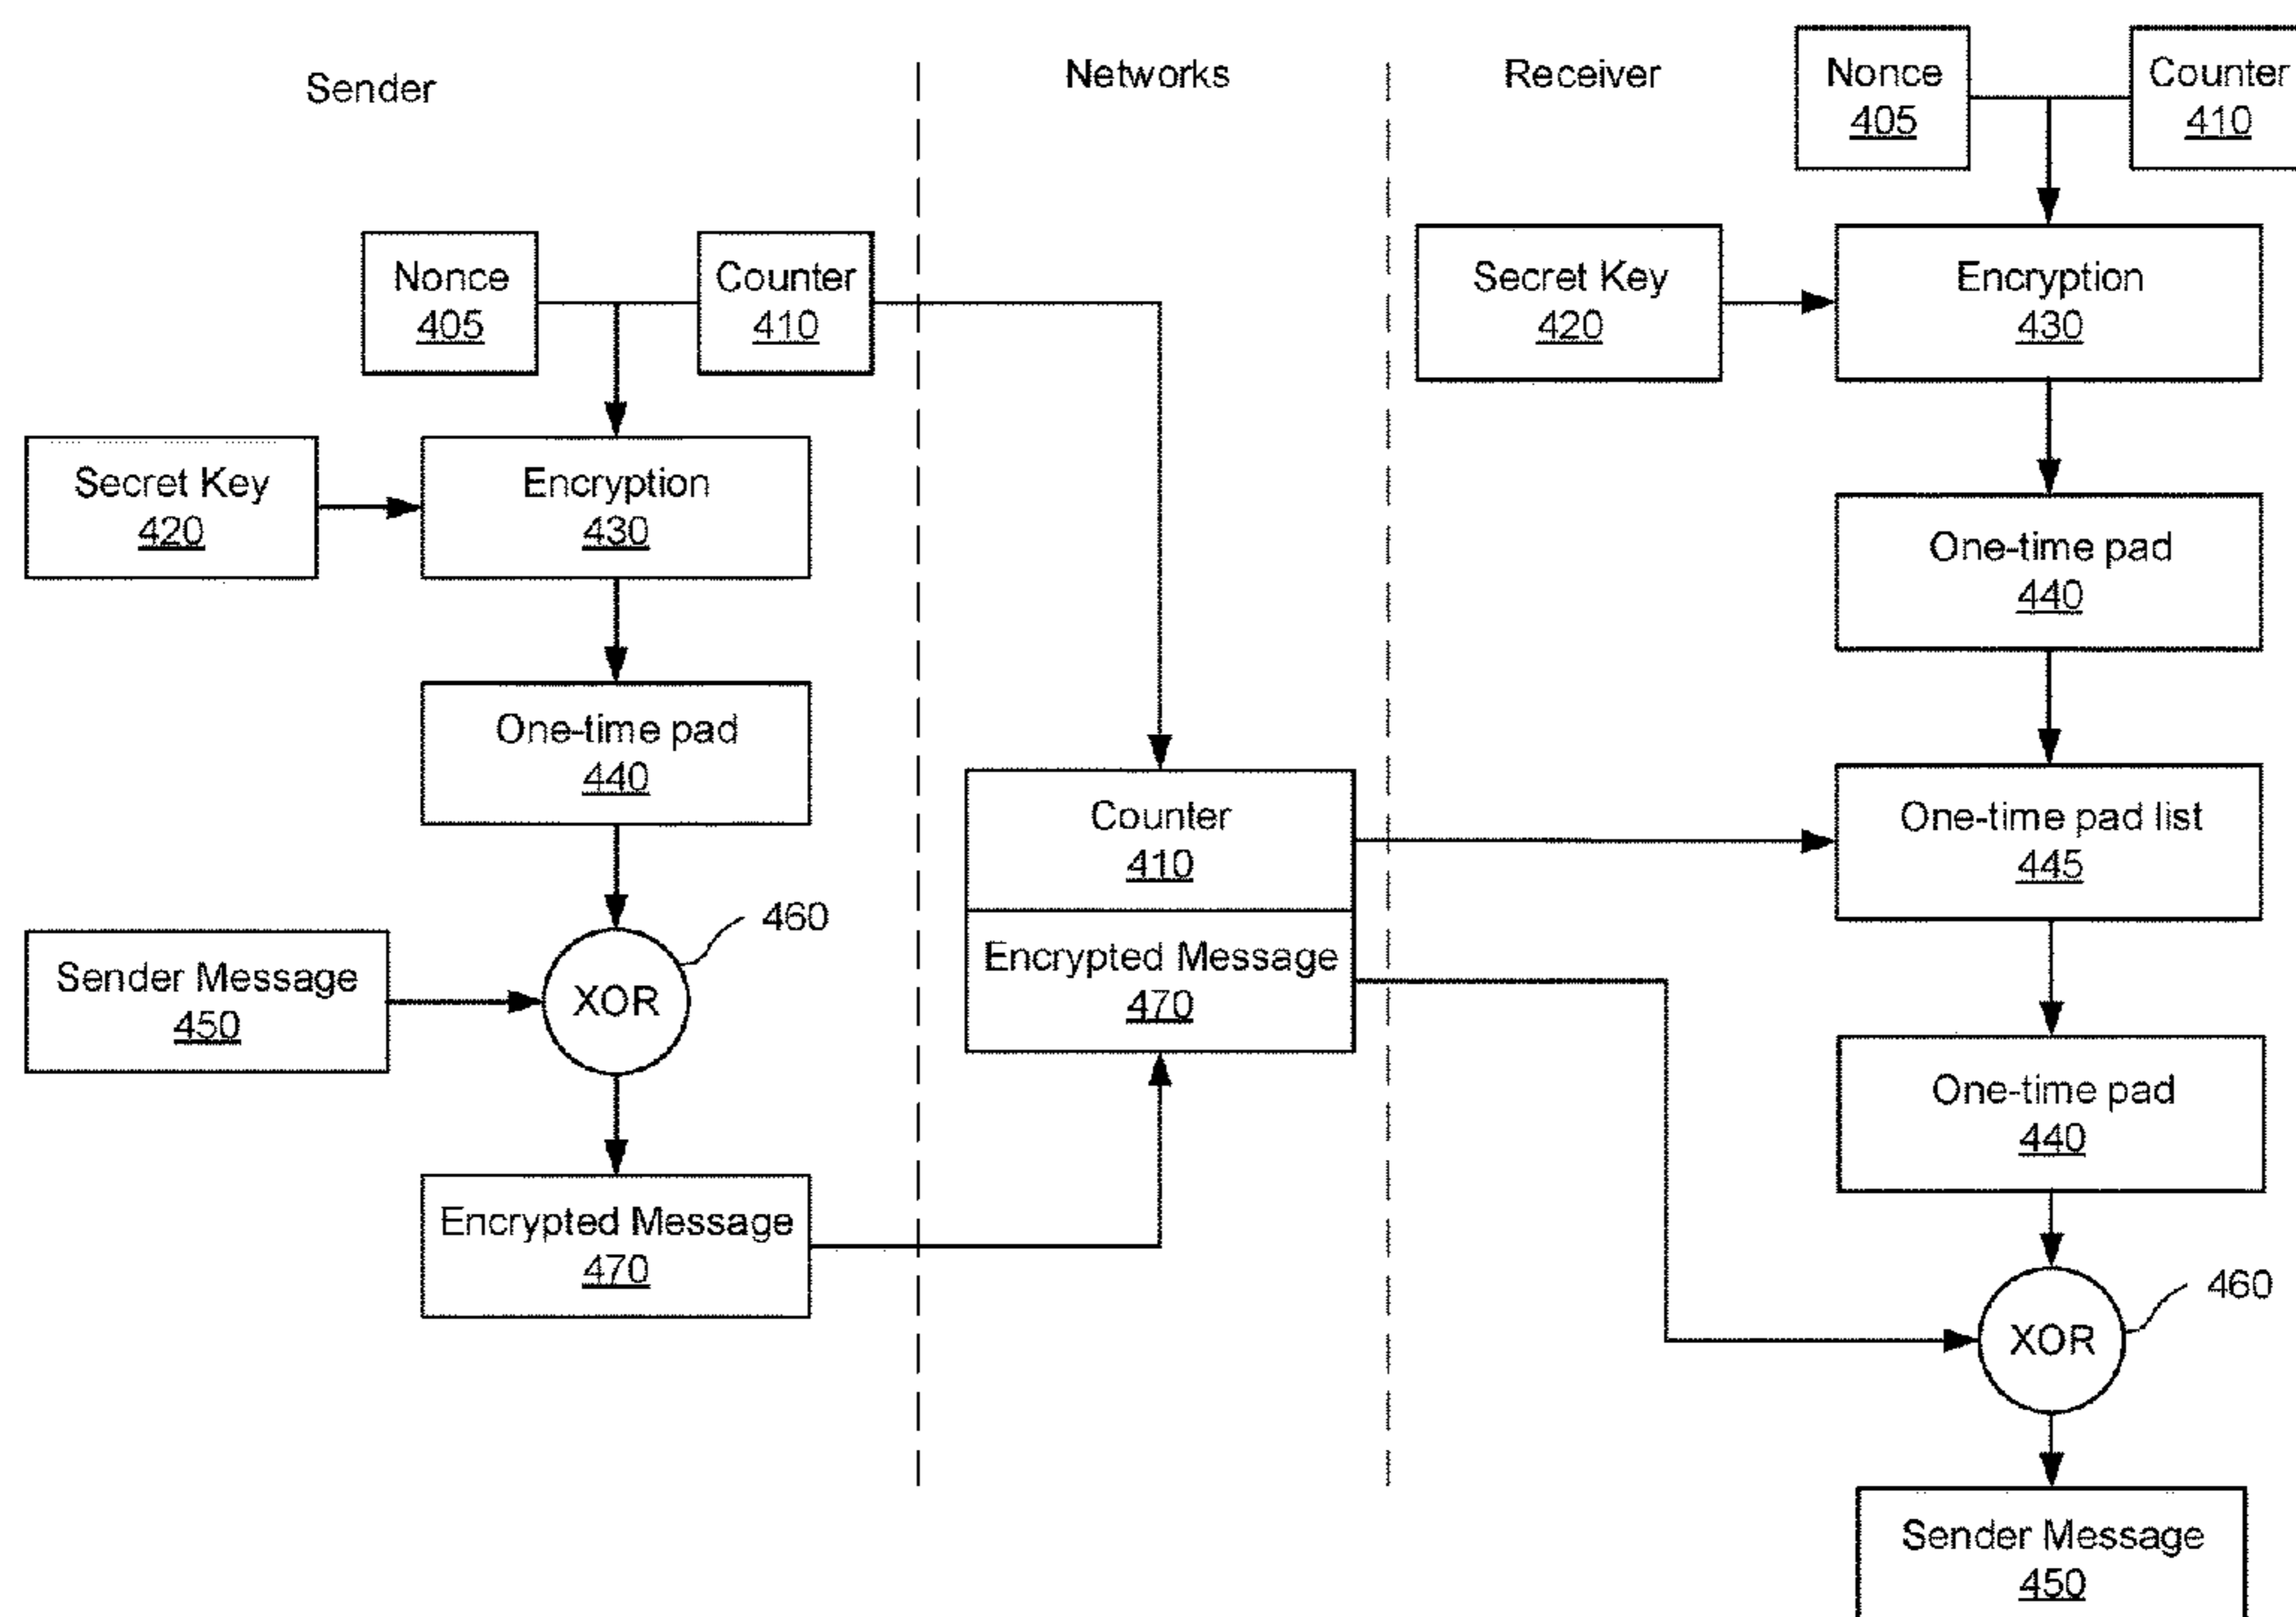 Sender
Networks
Receiver
Nonce
405
Counter
410
Secret Key
420
Encryption
430
One-time pad
440
Sender Message
450
XOR
460
Encrypted Message
470
Counter
410
Encrypted Message
470
Nonce
405
Counter
410
Secret Key
420
Encryption
430
One-time pad
440
One-time pad list
445
One-time pad
440
XOR
460
Sender Message
450